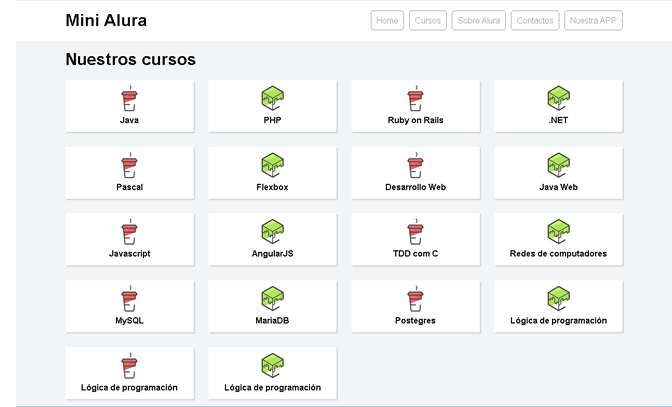 Mini Alura
Home Cursos Sobre Alura Contactos Nuestra APP
Nuestros cursos
Java PHP Ruby on Rails .NET
Pascal Flexbox Desarrollo Web Java Web
Javascript AngularJS TDD com C Redes de computadores
MySQL MariaDB Postegres Lógica de programación
Lógica de programación Lógica de programación